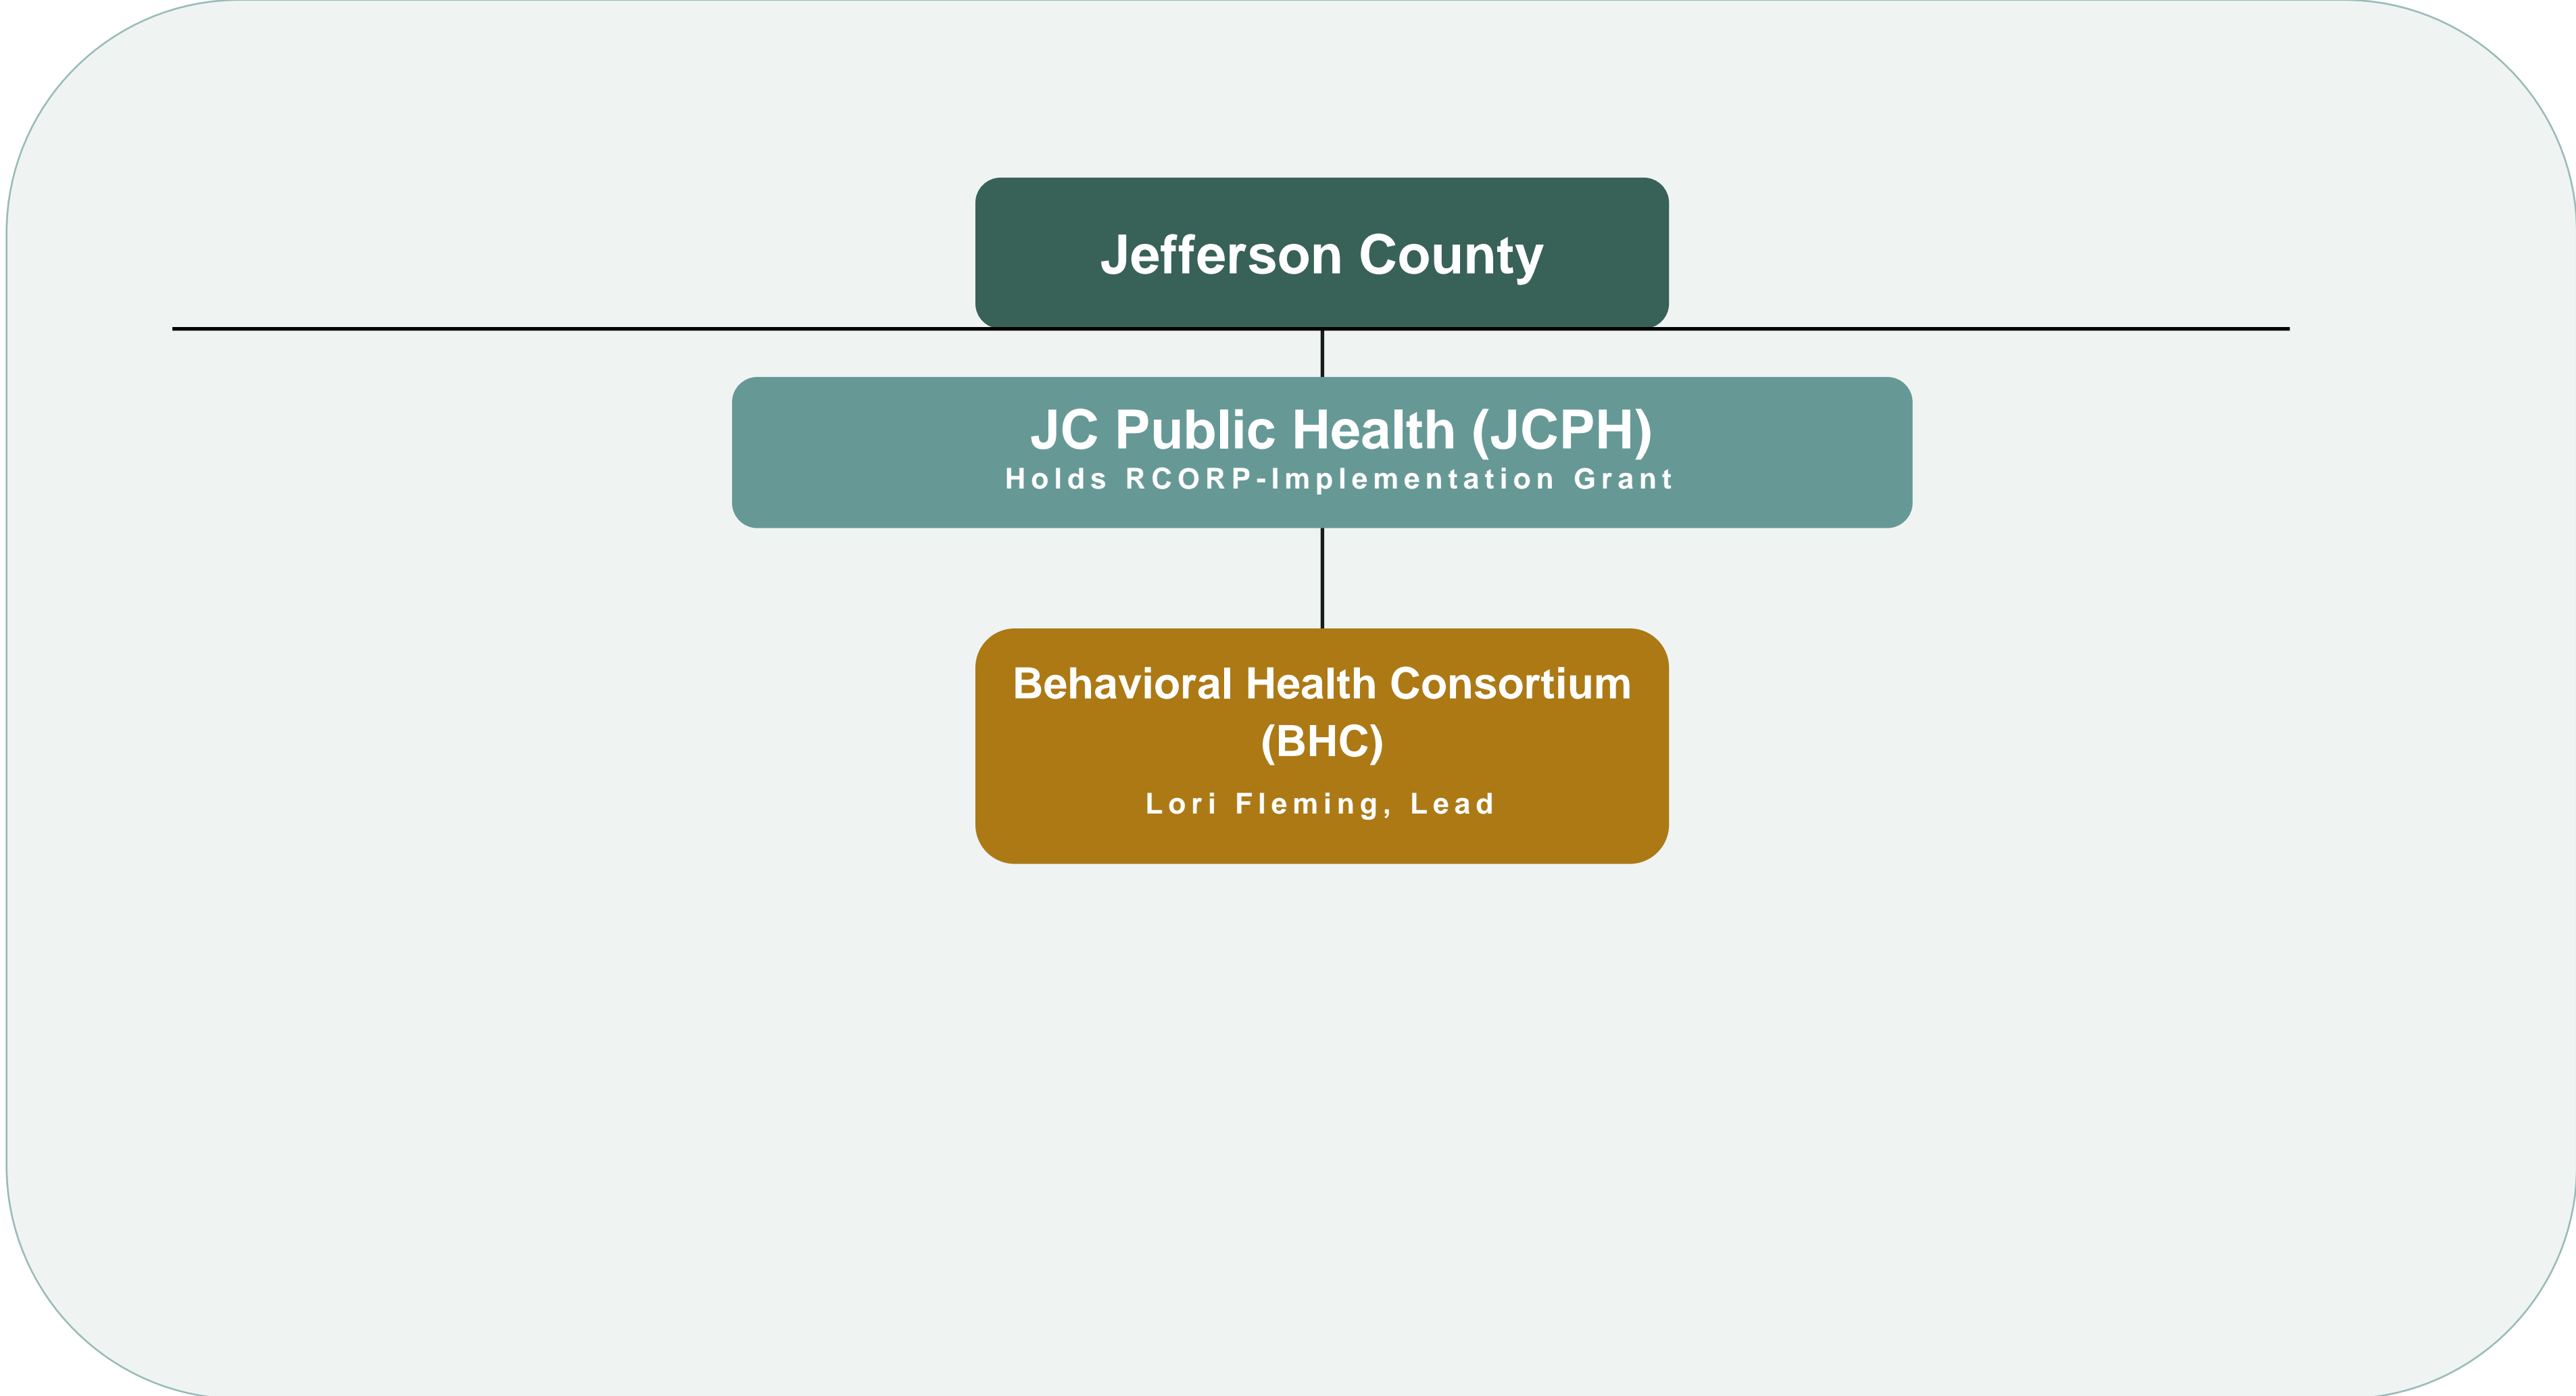 Jefferson County
JC Public Health (JCPH)
Holds RCORP-Implementation Grant
Behavioral Health Consortium
(BHC)
Lori Fleming, Lead